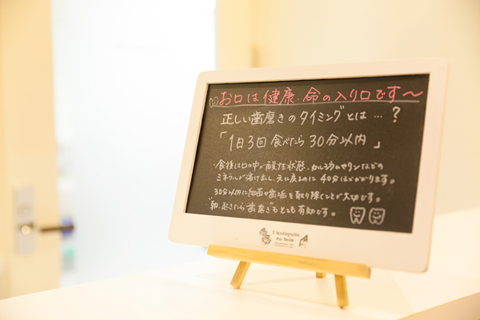 お口は健康・命の入り口です〜
正しい歯磨きのタイミングとは…?
「1日3回 食べたら 30分以内」
・食後は口の中が酸性状態、カルシウムやリンなどの
ミネラルが溶け出し、元に戻るのに 40分ほどかかります。
30分以内に細菌や歯垢を取り除くことが大切です。
朝、起きたら"歯磨き"もとても有効です。